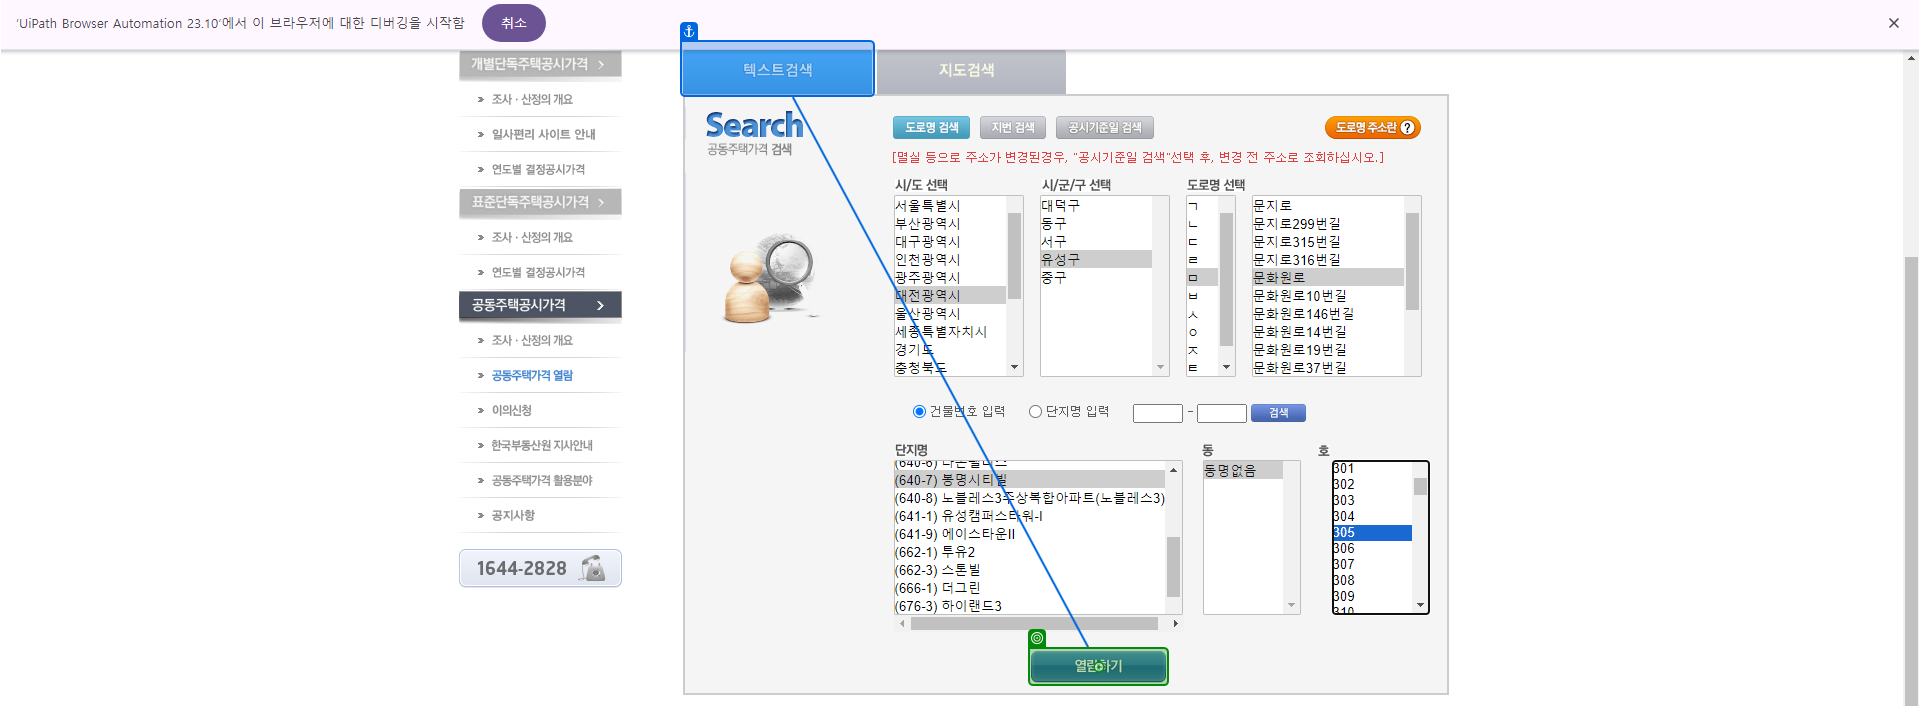 'UiPath Browser Automation 23.10'에서 이 브라우저에 대한 디버깅을 시작함
취소
개별단독주택공시가격
조사ㆍ산정의 개요
일사편리 사이트 안내
연도별 결정공시가격
표준단독주택공시가격
조사ㆍ산정의 개요
연도별 결정공시가격
공동주택공시가격
조사ㆍ산정의 개요
공동주택가격 열람
이의신청
한국부동산원 지사안내
공동주택가격 활용분야
공지사항
1644-2828
텍스트검색
지도검색
Search
공동주택가격 검색
도로명 검색
지번 검색
공시기준일 검색
도로명 주소란 ?
[멸실 등으로 주소가 변경된경우, "공시기준일 검색"선택 후, 변경 전 주소로 조회하십시오.]
시/도 선택
서울특별시
부산광역시
대구광역시
인천광역시
광주광역시
대전광역시
울산광역시
세종특별자치시
경기도
충청북도
시/군/구 선택
대덕구
동구
서구
유성구
중구
도로명 선택
ㄱ
ㄴ
ㄷ
ㄹ
ㅁ
ㅂ
ㅅ
ㅇ
ㅈ
ㅌ
문지로
문지로299번길
문지로315번길
문지로316번길
문화원로
문화원로10번길
문화원로146번길
문화원로14번길
문화원로19번길
문화원로37번길
건물번호 입력
단지명 입력
-
검색
단지명
(640-7) 봉명시티빌
(640-8) 노블레스3주상복합아파트(노블레스3)
(641-1) 유성캠퍼스타워-I
(641-9) 에이스타운II
(662-1) 투유2
(662-3) 스톤빌
(666-1) 더그린
(676-3) 하이랜드3
동
동명없음
호
301
302
303
304
305
306
307
308
309
310
열람하기